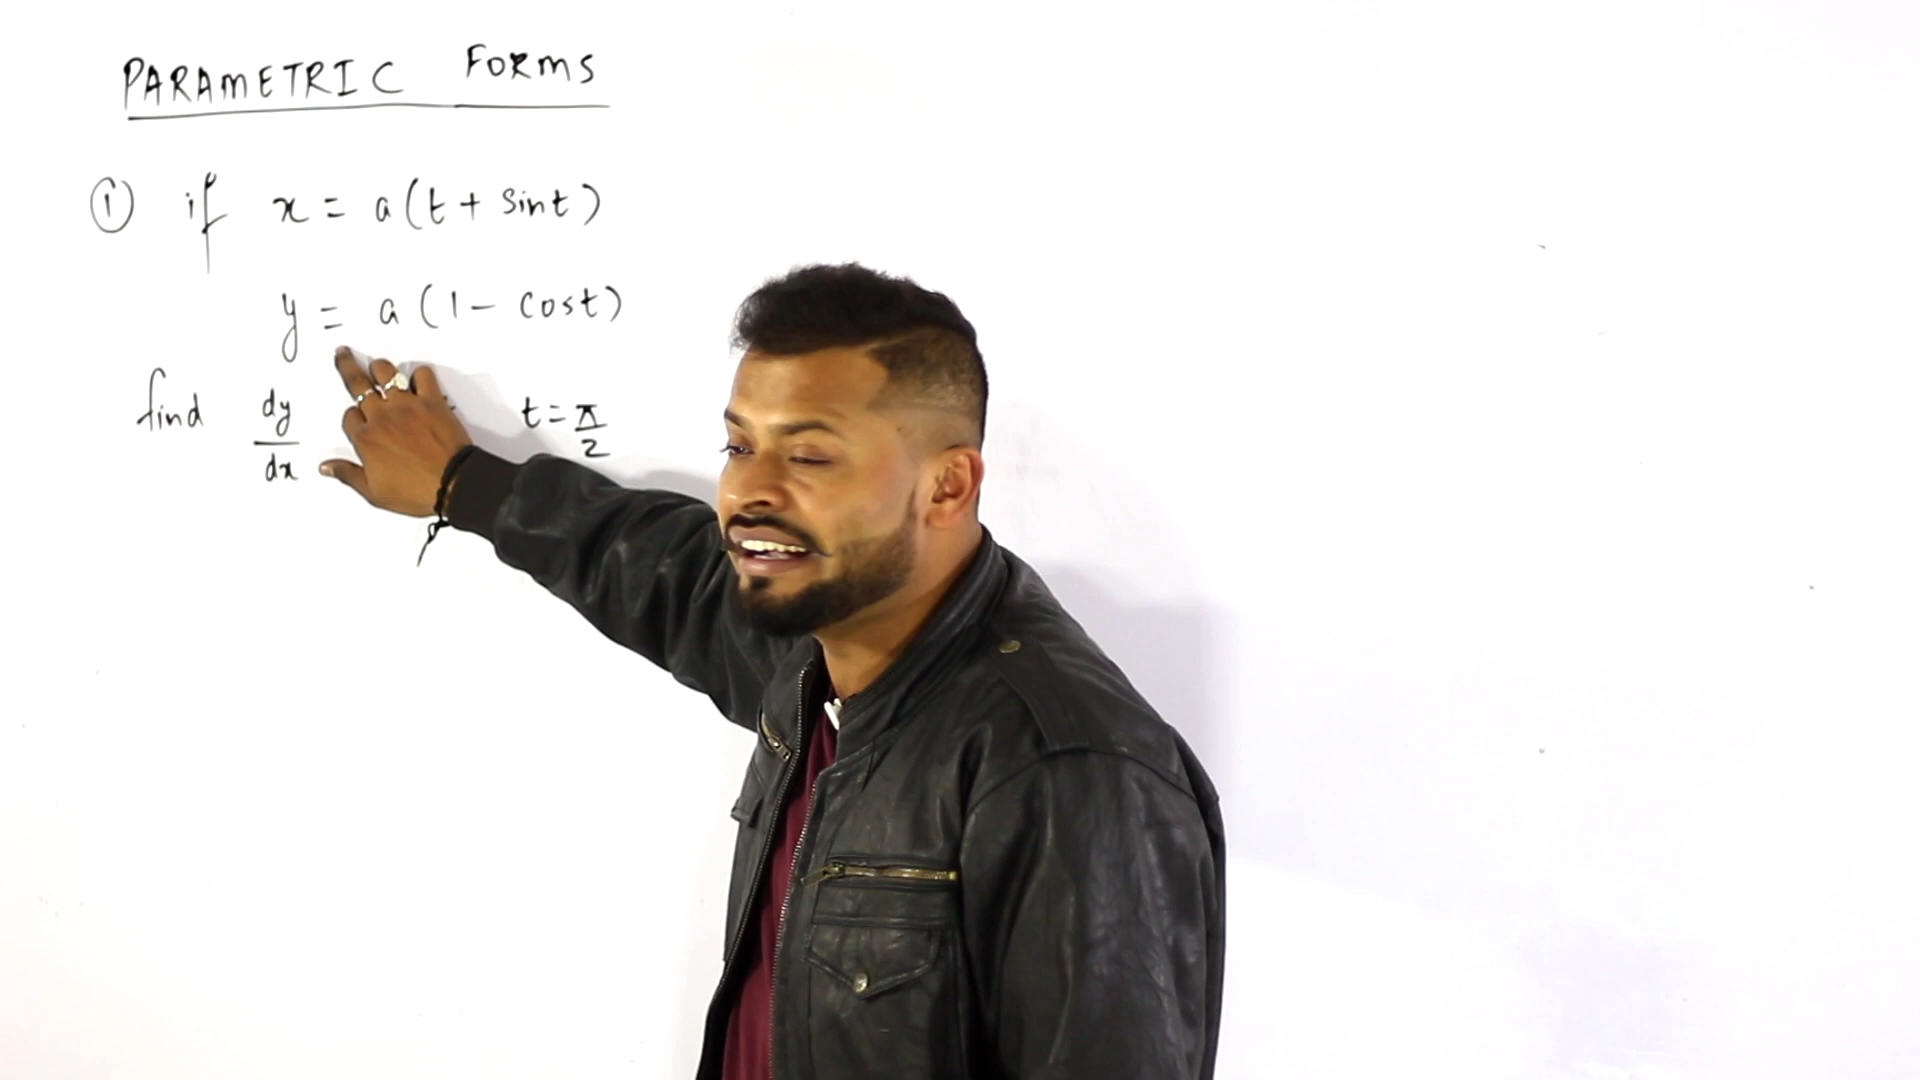 PARAMETRIC FORMS
① if x = a(t + sint)
y = a(1 - cost)
find dy/dx t = π/2